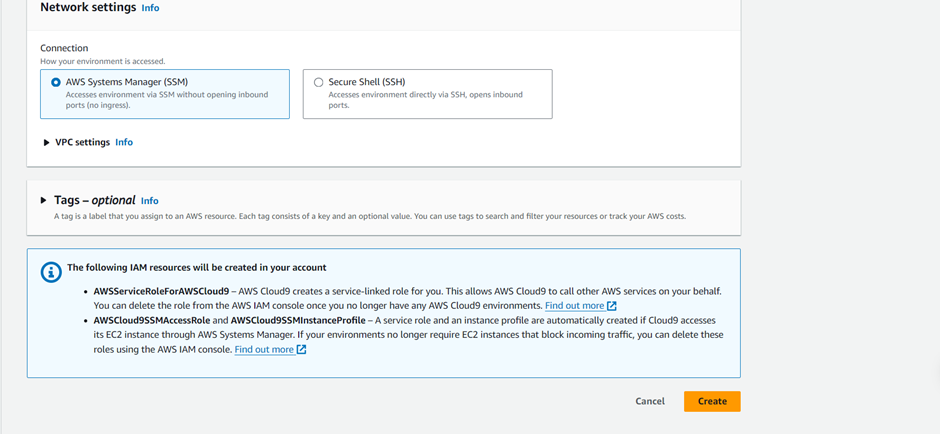 Network settings Info
Connection
How your environment is accessed.
AWS Systems Manager (SSM)
Accesses environment via SSM without opening inbound
ports (no ingress).
Secure Shell (SSH)
Accesses environment directly via SSH, opens inbound
ports.
VPC settings Info
Tags – optional Info
A tag is a label that you assign to an AWS resource. Each tag consists of a key and an optional value. You can use tags to search and filter your resources or track your AWS costs.
The following IAM resources will be created in your account
• AWSServiceRoleForAWSCloud9 – AWS Cloud9 creates a service-linked role for you. This allows AWS Cloud9 to call other AWS services on your behalf.
You can delete the role from the AWS IAM console once you no longer have any AWS Cloud9 environments. Find out more
• AWSCloud9SSMAccessRole and AWSCloud9SSMInstanceProfile – A service role and an instance profile are automatically created if Cloud9 accesses
its EC2 instance through AWS Systems Manager. If your environments no longer require EC2 instances that block incoming traffic, you can delete these
roles using the AWS IAM console. Find out more
Cancel Create